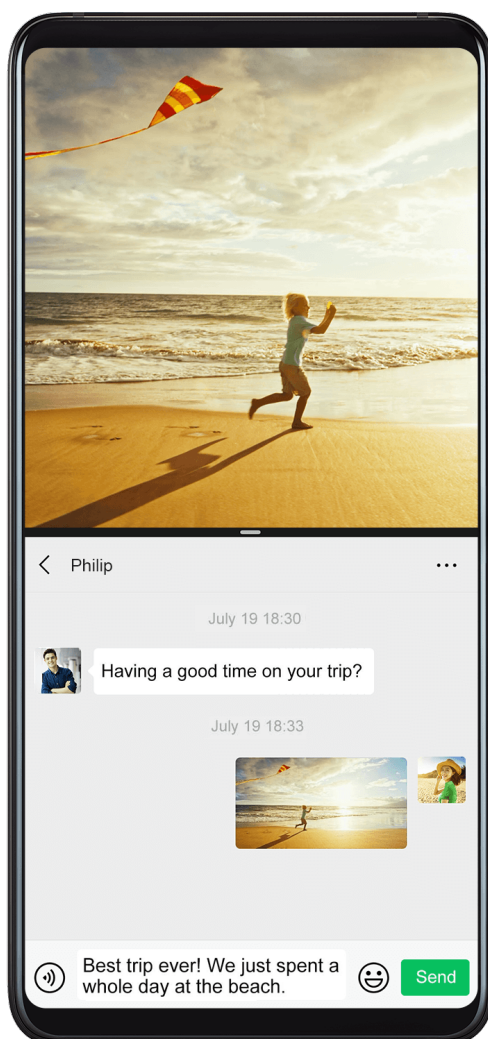 Philip
July 19 18:30
Having a good time on your trip?
July 19 18:33
Best trip ever! We just spent a
whole day at the beach.
Send